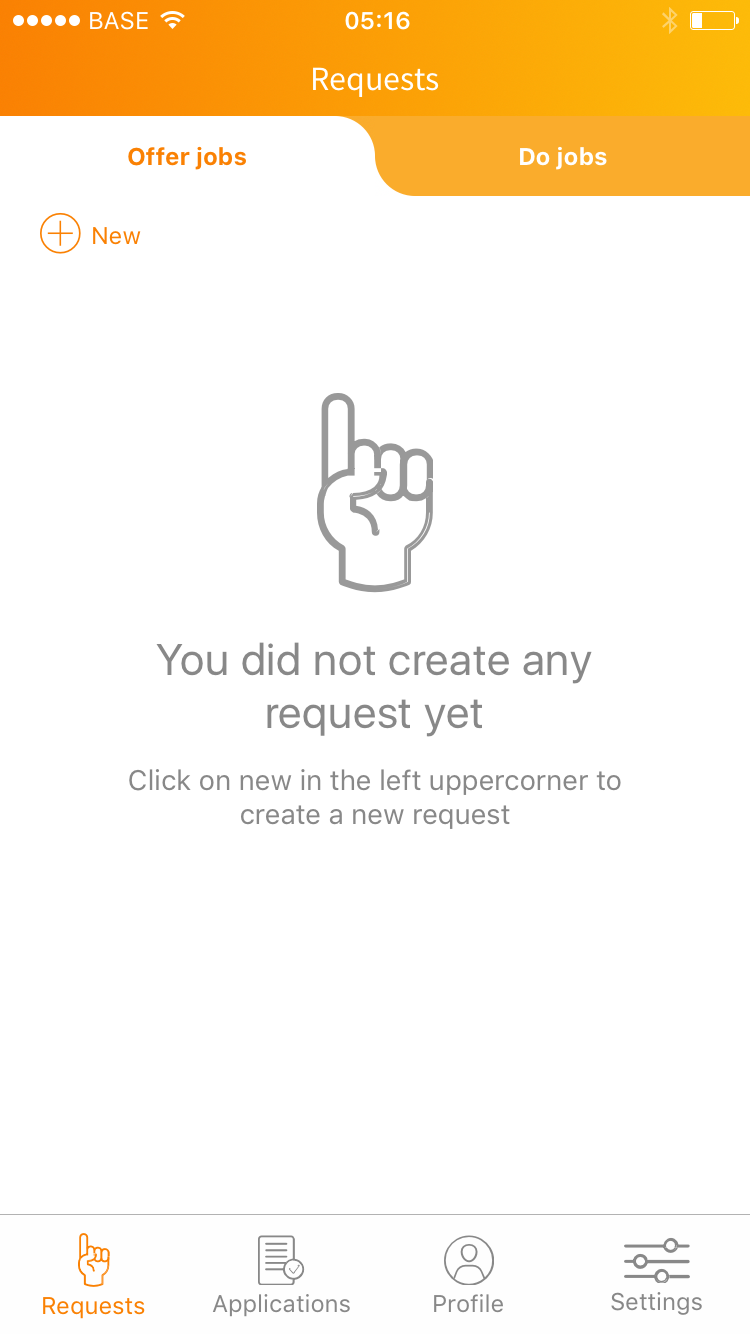 BASE 05:16
Requests
Offer jobs Do jobs
New
You did not create any
request yet
Click on new in the left uppercorner to
create a new request
Requests Applications Profile Settings